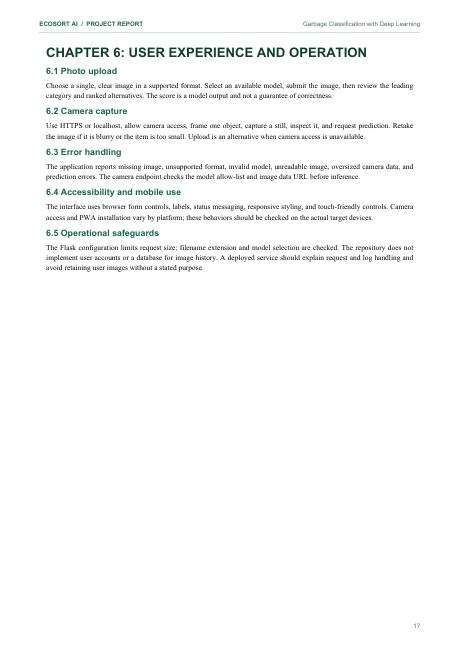 ECOSORT AI / PROJECT REPORT
Garbage Classification with Deep Learning
CHAPTER 6: USER EXPERIENCE AND OPERATION
6.1 Photo upload
Choose a single, clear image in a supported format. Select an available model, submit the image, then review the leading
category and ranked alternatives. The score is a model output and not a guarantee of correctness.
6.2 Camera capture
Use HTTPS or localhost, allow camera access, frame one object, capture a still, inspect it, and request prediction. Retake
the image if it is blurry or the item is too small. Upload is an alternative when camera access is unavailable.
6.3 Error handling
The application reports missing image, unsupported format, invalid model, unreadable image, oversized camera data, and
prediction errors. The camera endpoint checks the model allow-list and image data URL before inference.
6.4 Accessibility and mobile use
The interface uses browser form controls, labels, status messaging, responsive styling, and touch-friendly controls. Camera
access and PWA installation vary by platform; these behaviors should be checked on the actual target devices.
6.5 Operational safeguards
The Flask configuration limits request size; filename extension and model selection are checked. The repository does not
implement user accounts or a database for image history. A deployed service should explain request and log handling and
avoid retaining user images without a stated purpose.
17